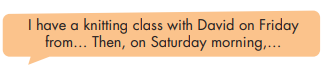 I have a knitting class with David on Friday
from… Then, on Saturday morning,…